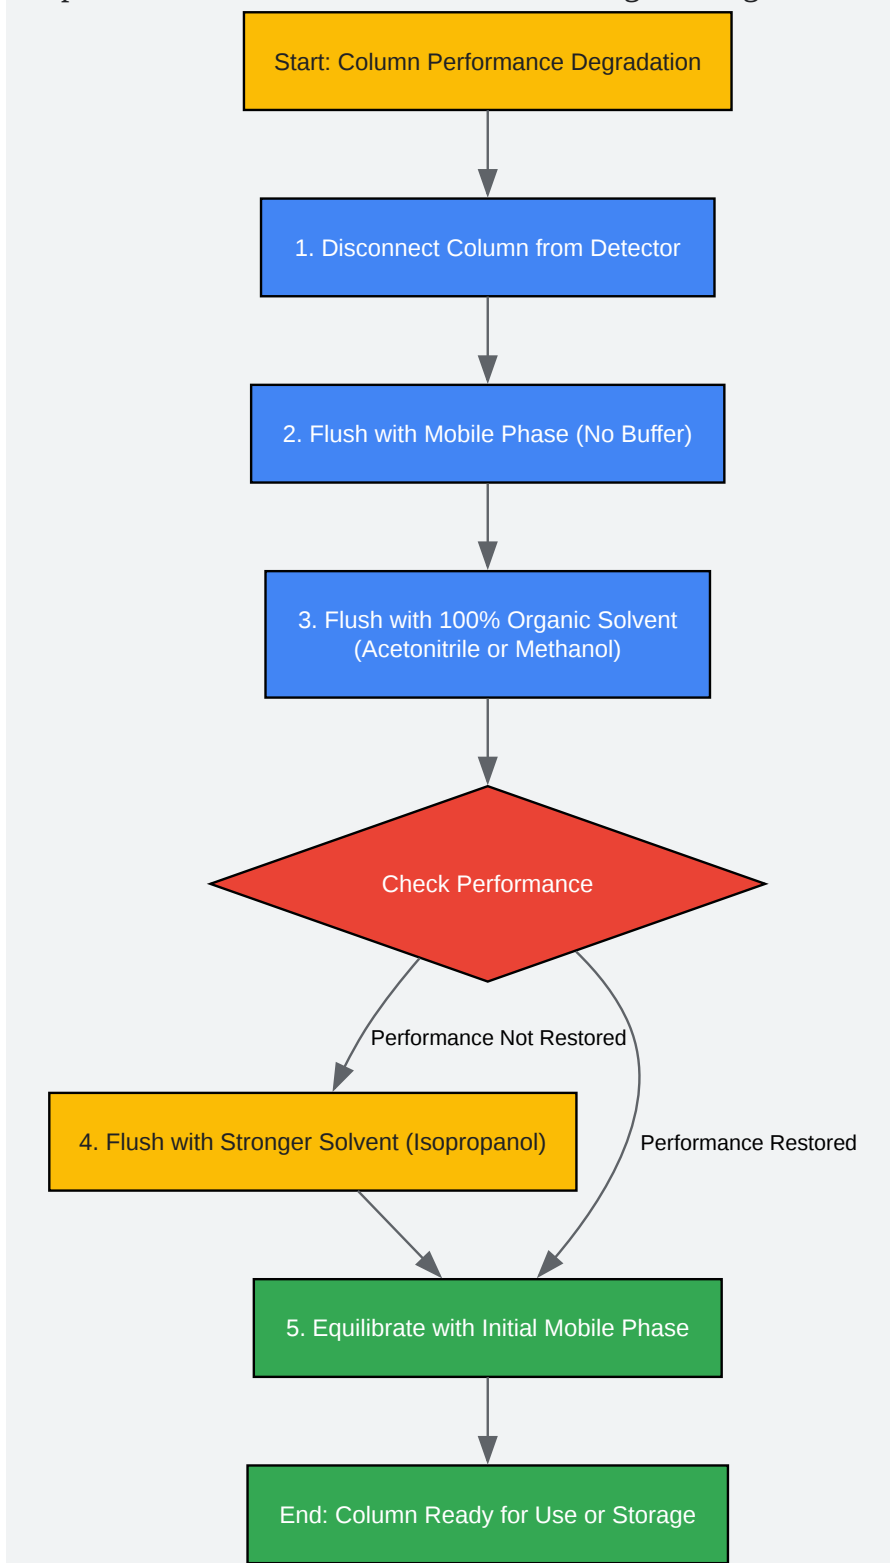 Start: Column Performance Degradation
1. Disconnect Column from Detector
2. Flush with Mobile Phase (No Buffer)
3. Flush with 100% Organic Solvent
(Acetonitrile or Methanol)
Check Performance
Performance Not Restored
4. Flush with Stronger Solvent (Isopropanol)
Performance Restored
5. Equilibrate with Initial Mobile Phase
End: Column Ready for Use or Storage